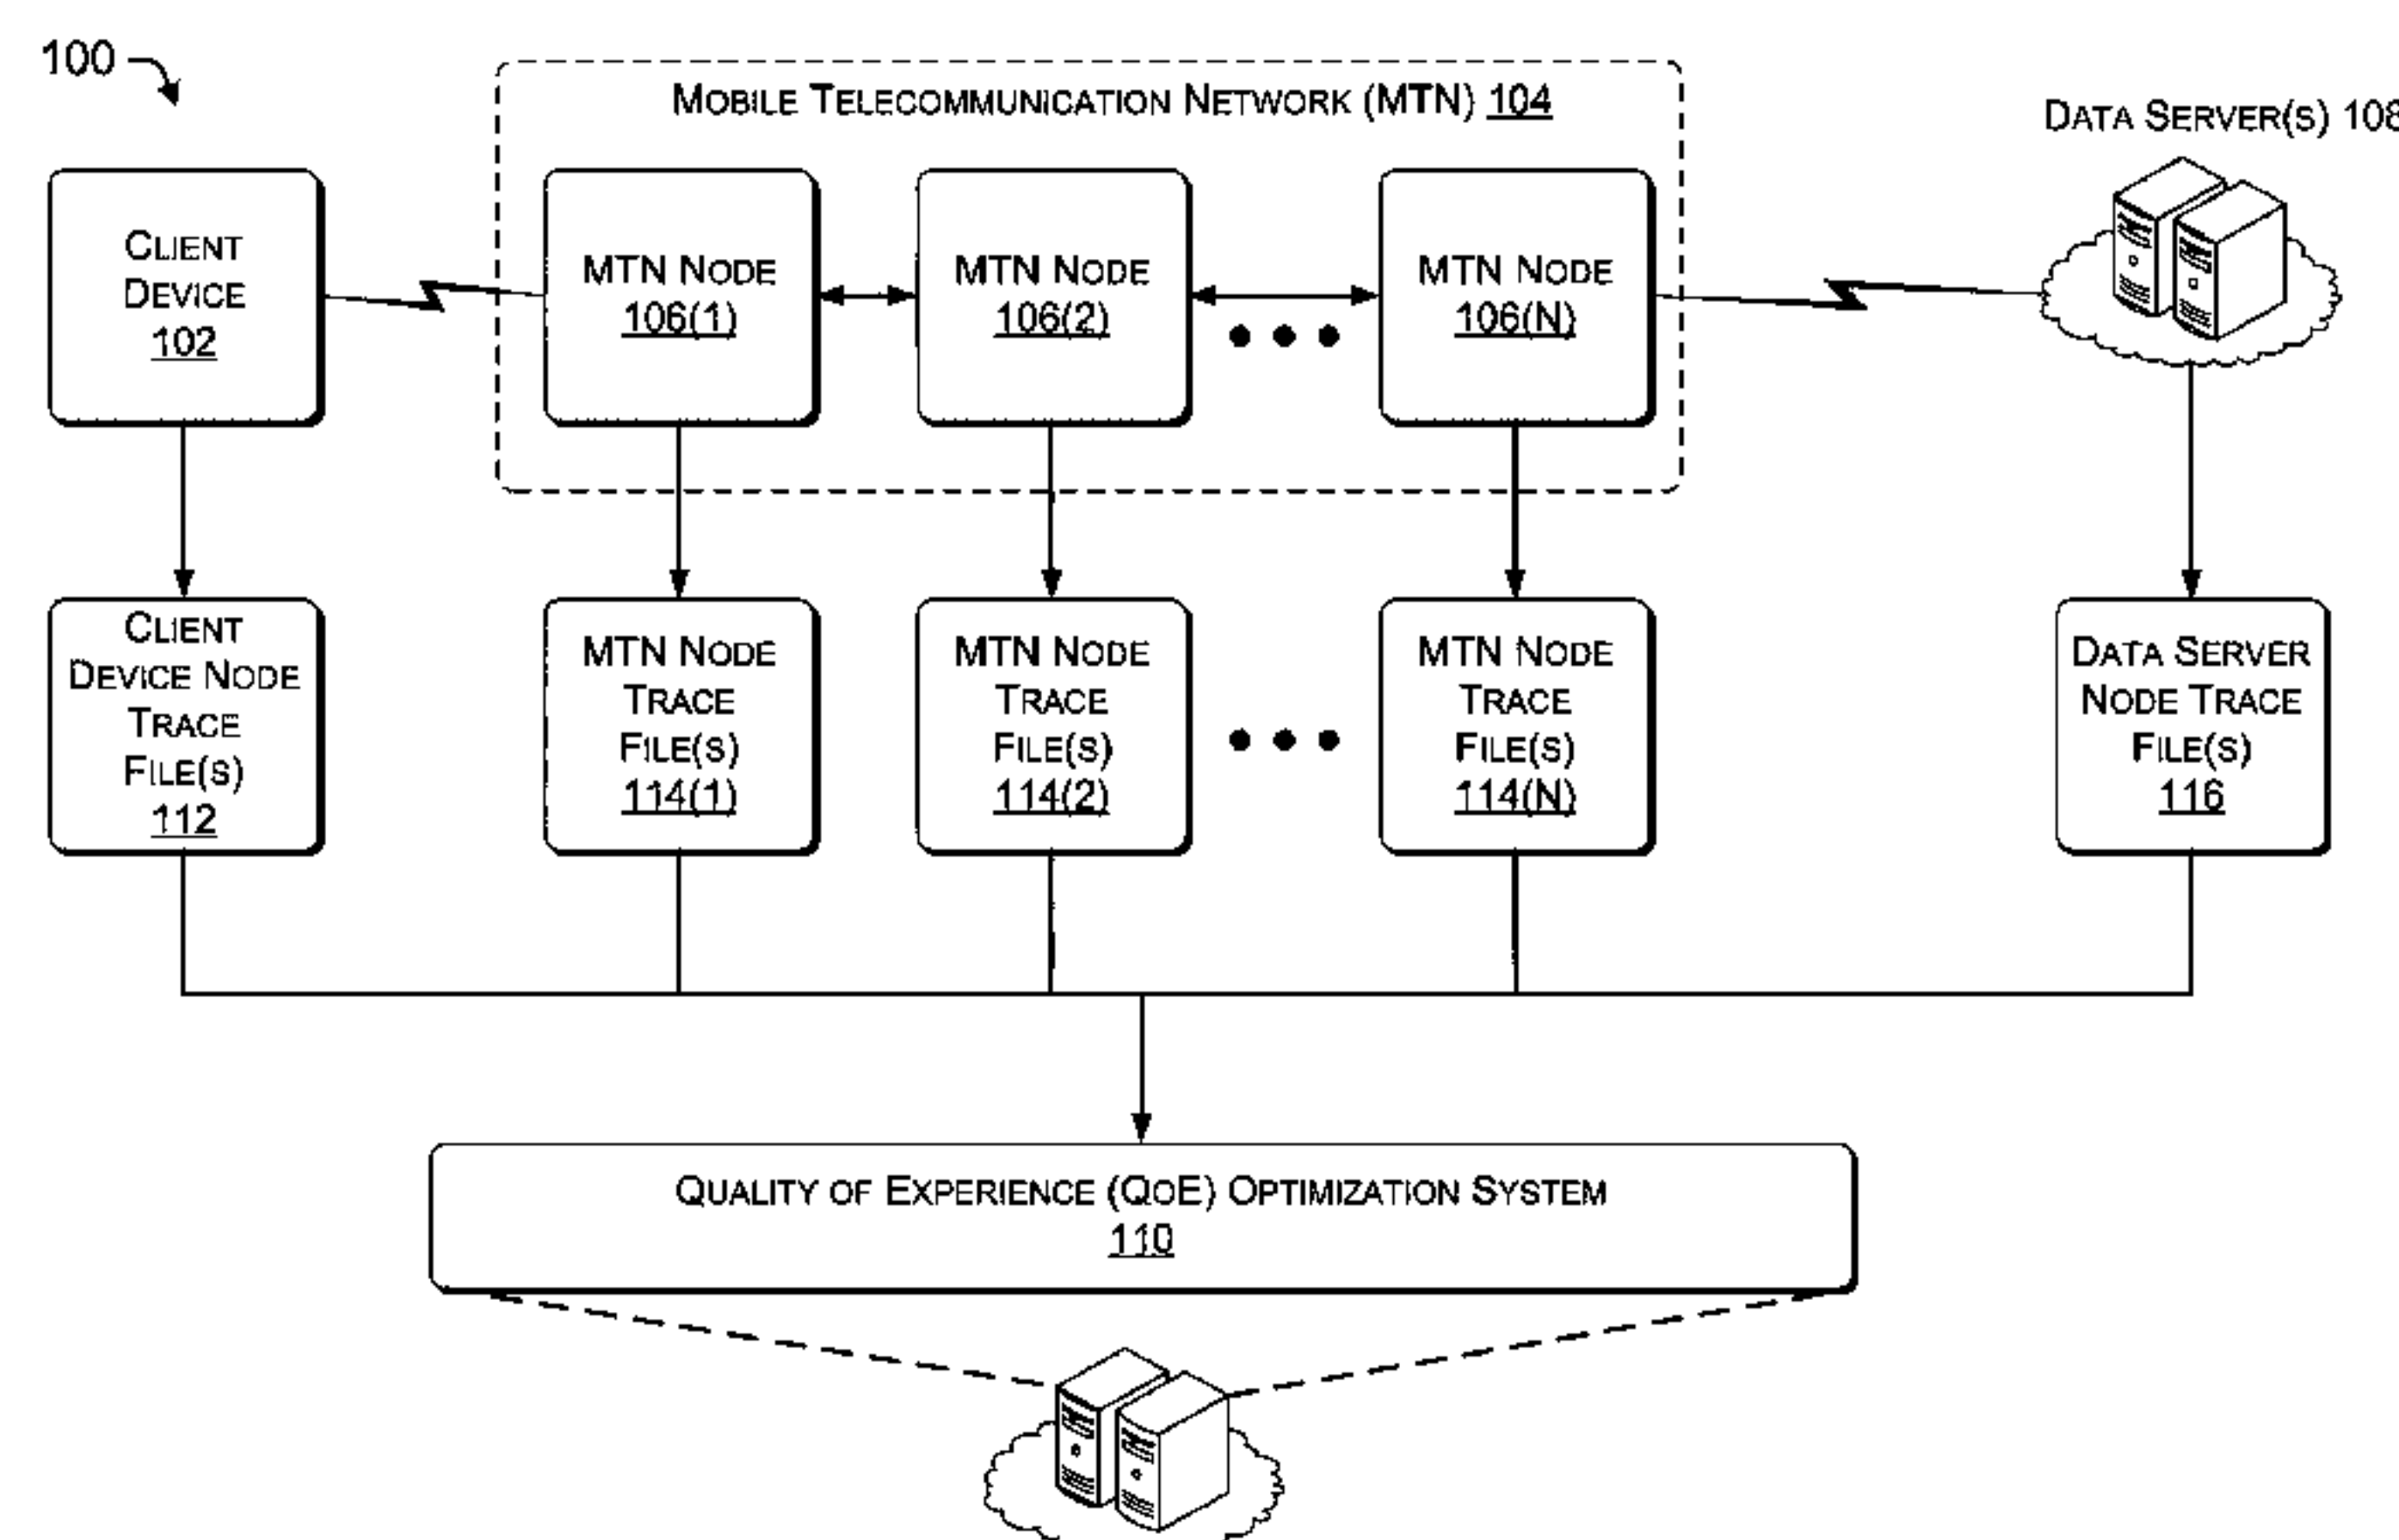 100
MOBILE TELECOMMUNICATION NETWORK (MTN) 104
DATA SERVER(S) 108
CLIENT
DEVICE
102
MTN NODE
106(1)
MTN NODE
106(2)
MTN NODE
106(N)
CLIENT
DEVICE NODE
TRACE
FILE(S)
112
MTN NODE
TRACE
FILE(S)
114(1)
MTN NODE
TRACE
FILE(S)
114(2)
MTN NODE
TRACE
FILE(S)
114(N)
DATA SERVER
NODE TRACE
FILE(S)
116
QUALITY OF EXPERIENCE (QOE) OPTIMIZATION SYSTEM
110